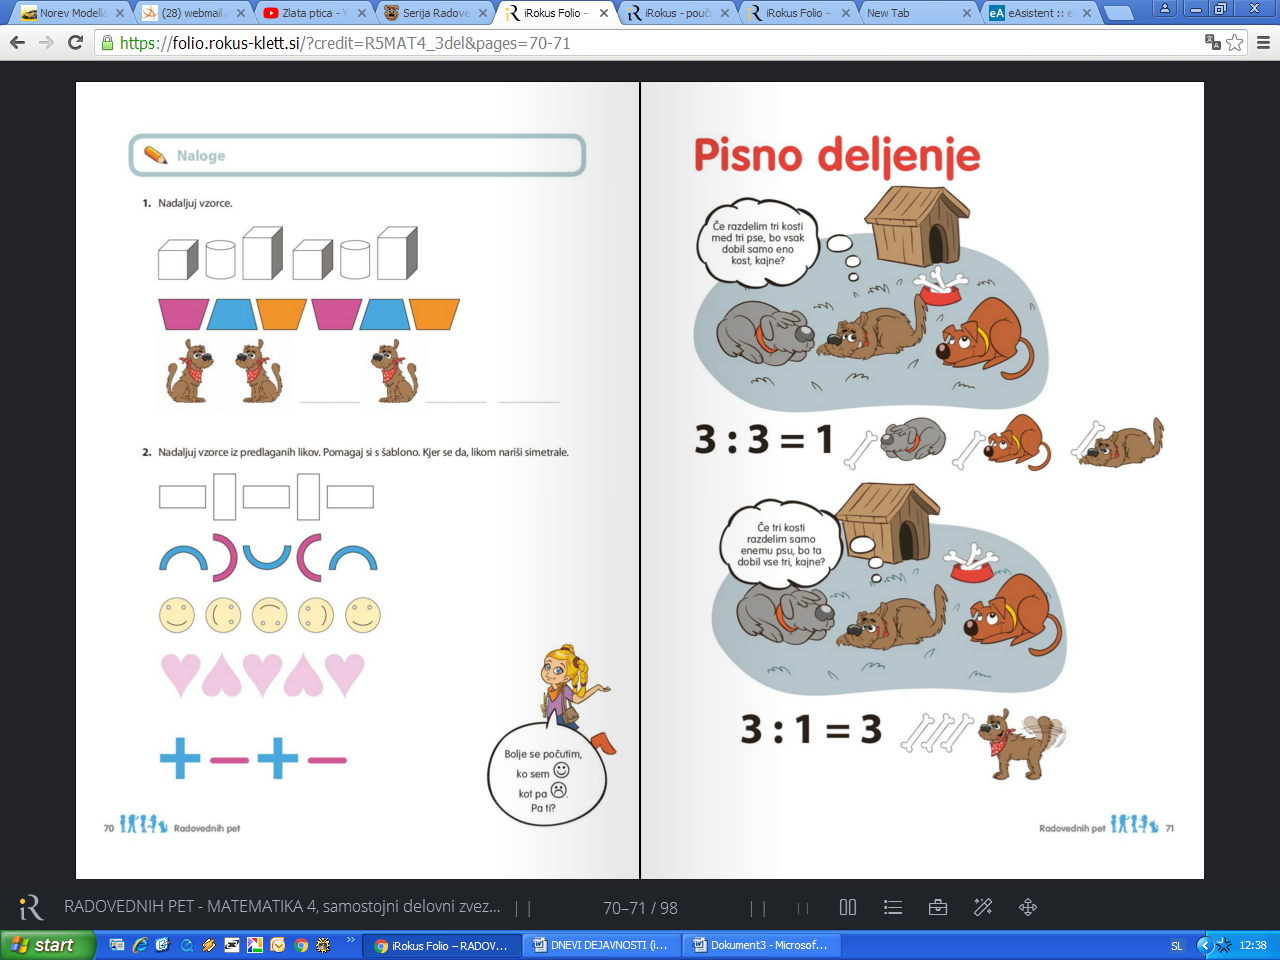 Norev Modella
(28) webmail.
Zlata ptica - Y
Serija Radove
iRokus Folio –
iRokus - pouč
iRokus Folio –
New Tab
eAsistent :: e
https://folio.rokus-klett.si/?credit=R5MAT4_3del&pages=70-71
Naloge
1. Nadaljuj vzorce.
2. Nadaljuj vzorce iz predlaganih likov. Pomagaj si s šablono. Kjer se da, likom nariši simetrale.
Bolje se počutim,
ko sem
kot pa
Pa ti?
70 Radovednih pet
Pisno deljenje
Če razdelim tri kosti
med tri pse, bo vsak
dobil samo eno
kost, kajne?
3 : 3 = 1
Če tri kosti
razdelim samo
enemu psu, bo ta
dobil vse tri, kajne?
3 : 1 = 3
Radovednih pet 71
RADOVEDNIH PET - MATEMATIKA 4, samostojni delovni zvez...
70–71 / 98
start
iRokus Folio – RADOV...
DNEVI DEJAVNOSTI (i...
Dokument3 - Microsof...
SL
12:38